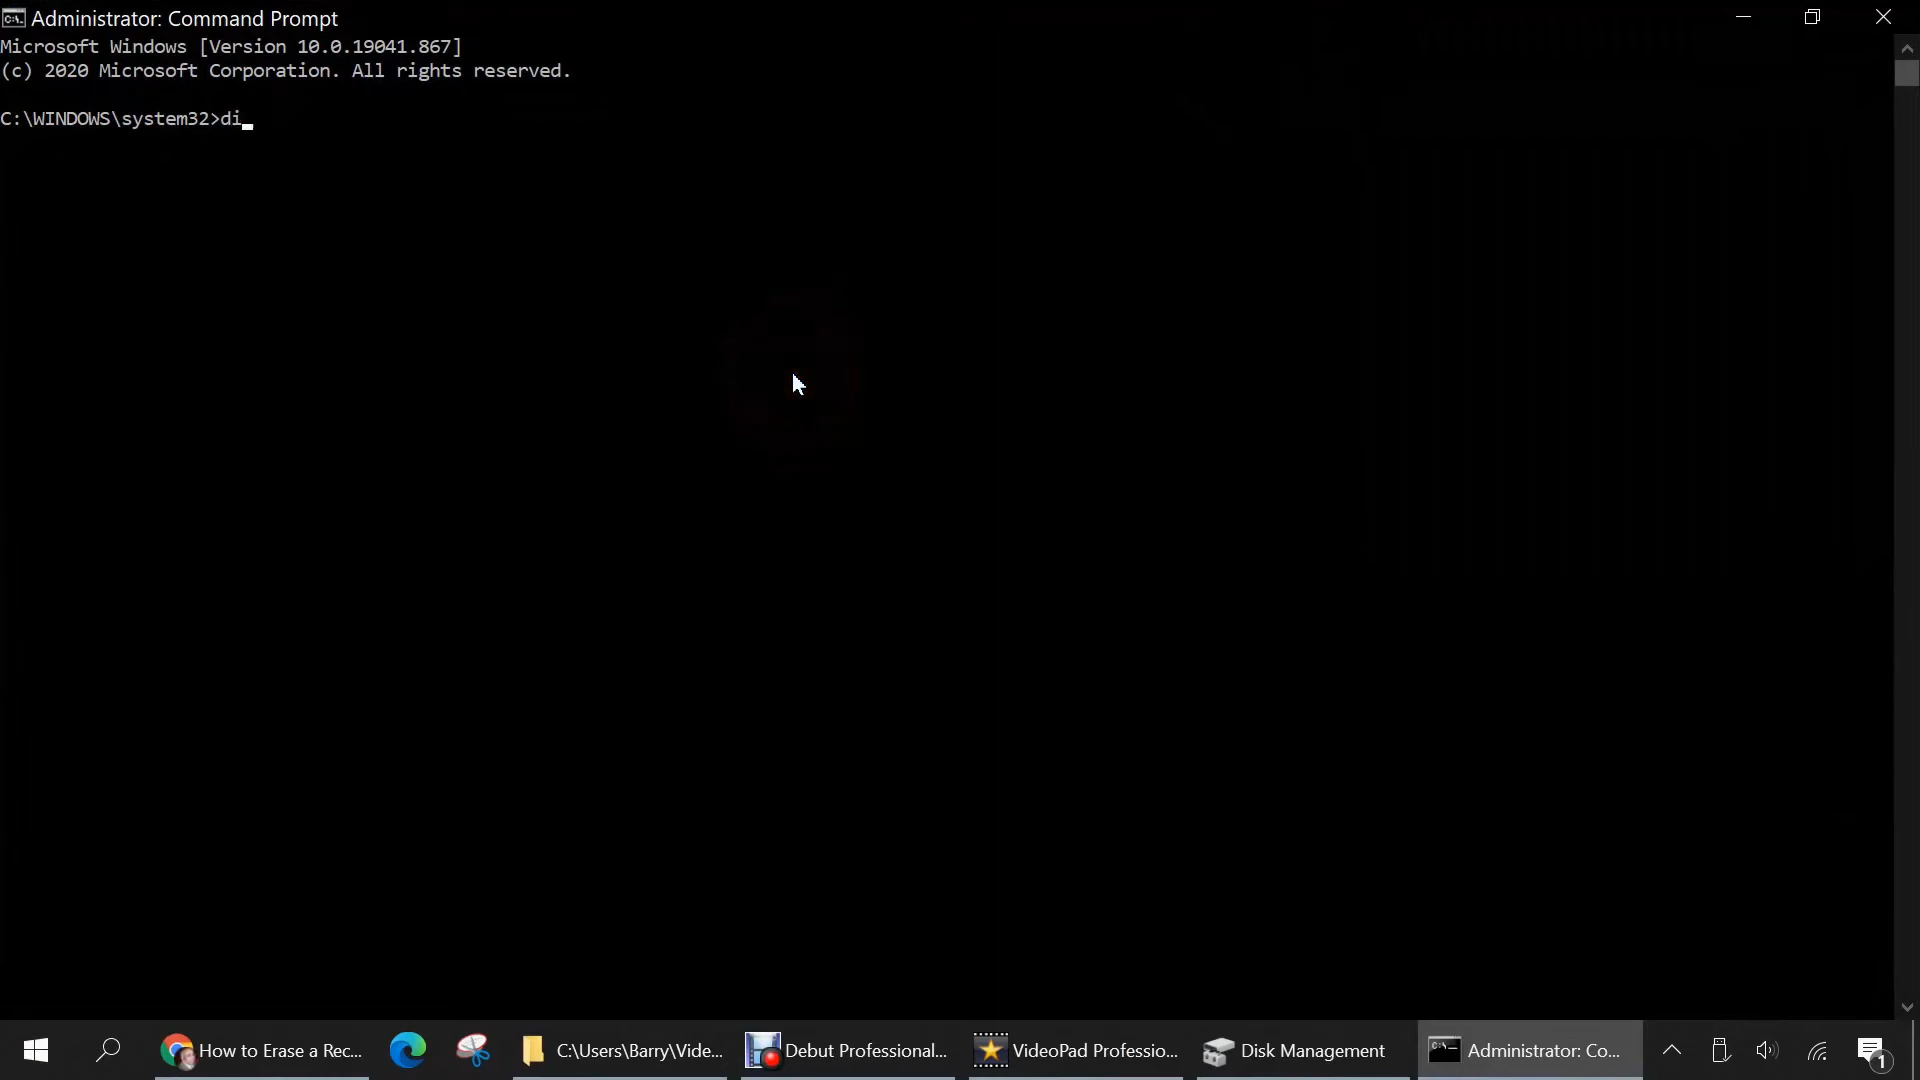 Administrator: Command Prompt
Microsoft Windows [Version 10.0.19041.867]
(c) 2020 Microsoft Corporation. All rights reserved.
C:\WINDOWS\system32>di_
How to Erase a Rec...
C:\Users\Barry\Vide...
Debut Professional...
VideoPad Professio...
Disk Management
Administrator: Co...
1